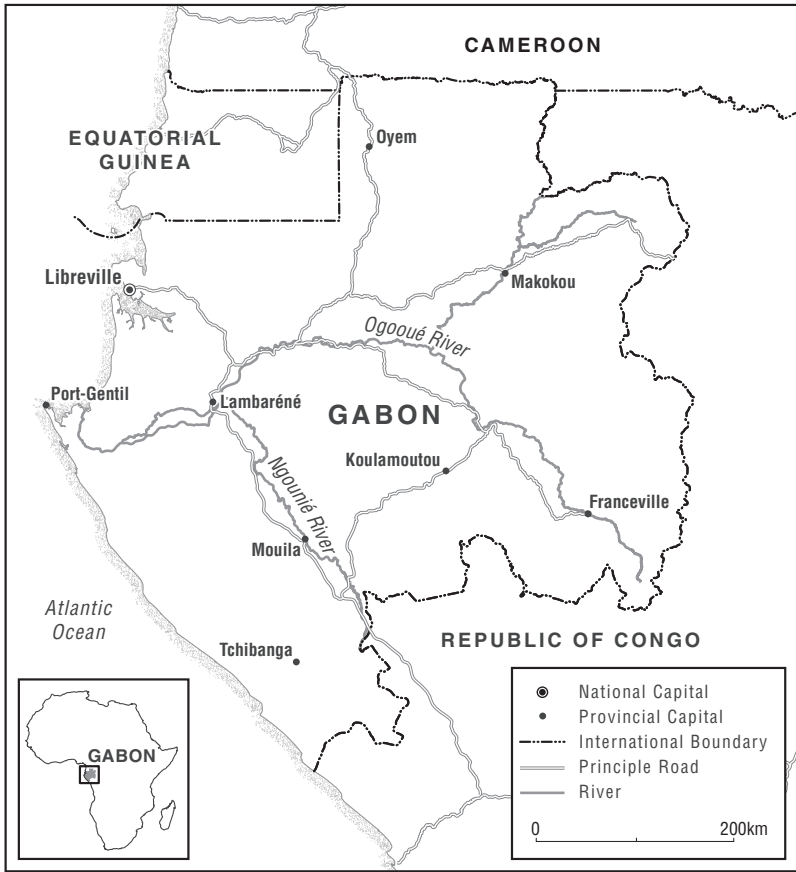 CAMEROON
EQUATORIAL
GUINEA
Oyem
Libreville
Makokou
Ogooué River
Port-Gentil
Lambaréné
GABON
Koulamoutou
Ngounié River
Franceville
Mouila
Atlantic
Ocean
Tchibanga
REPUBLIC OF CONGO
GABON
National Capital
Provincial Capital
International Boundary
Principle Road
River
0
200km